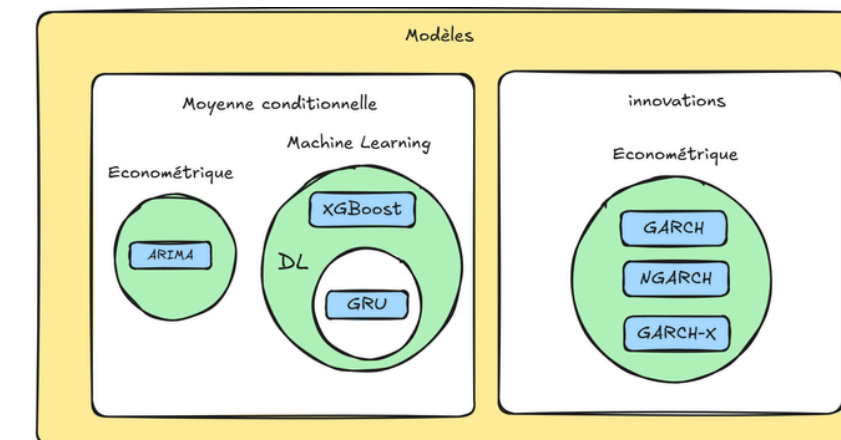 Modèles
Moyenne conditionnelle
Machine Learning
Econométrique
XGBoost
ARIMA
DL
GRU
innovations
Econométrique
GARCH
NGARCH
GARCH-X